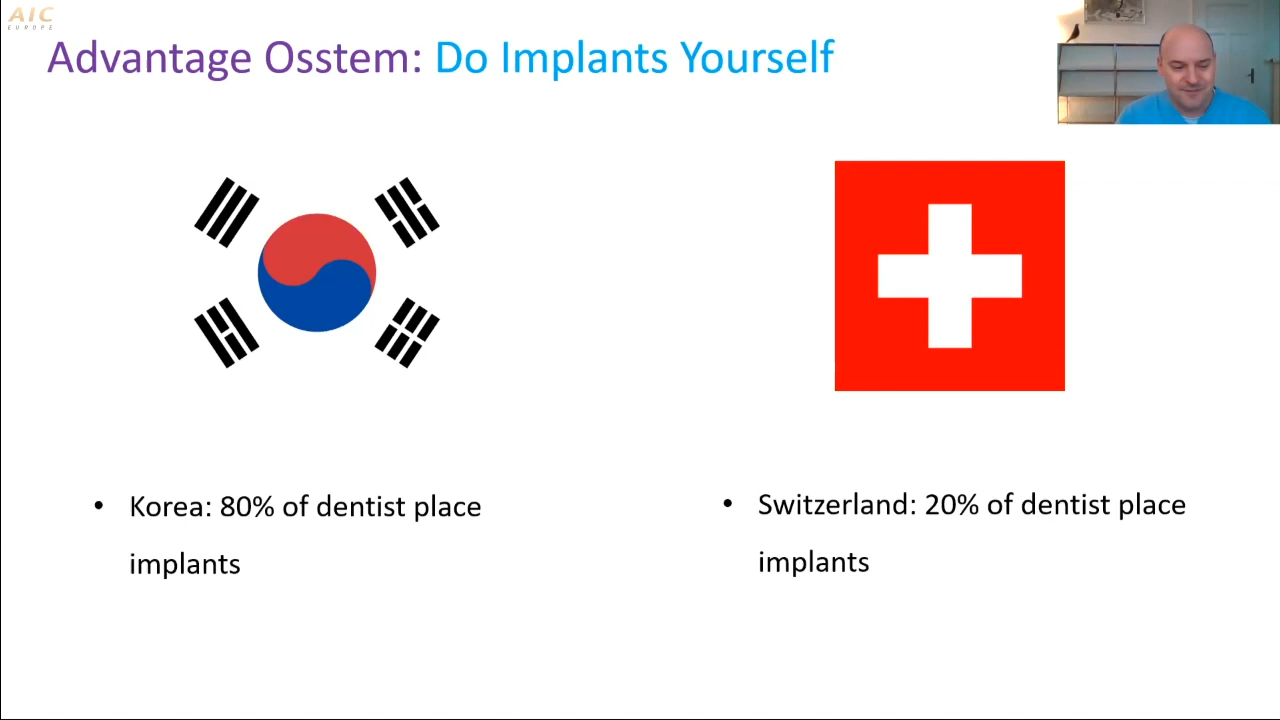 AIC
EUROPE
Advantage Osstem: Do Implants Yourself
• Korea: 80% of dentist place
implants
• Switzerland: 20% of dentist place
implants